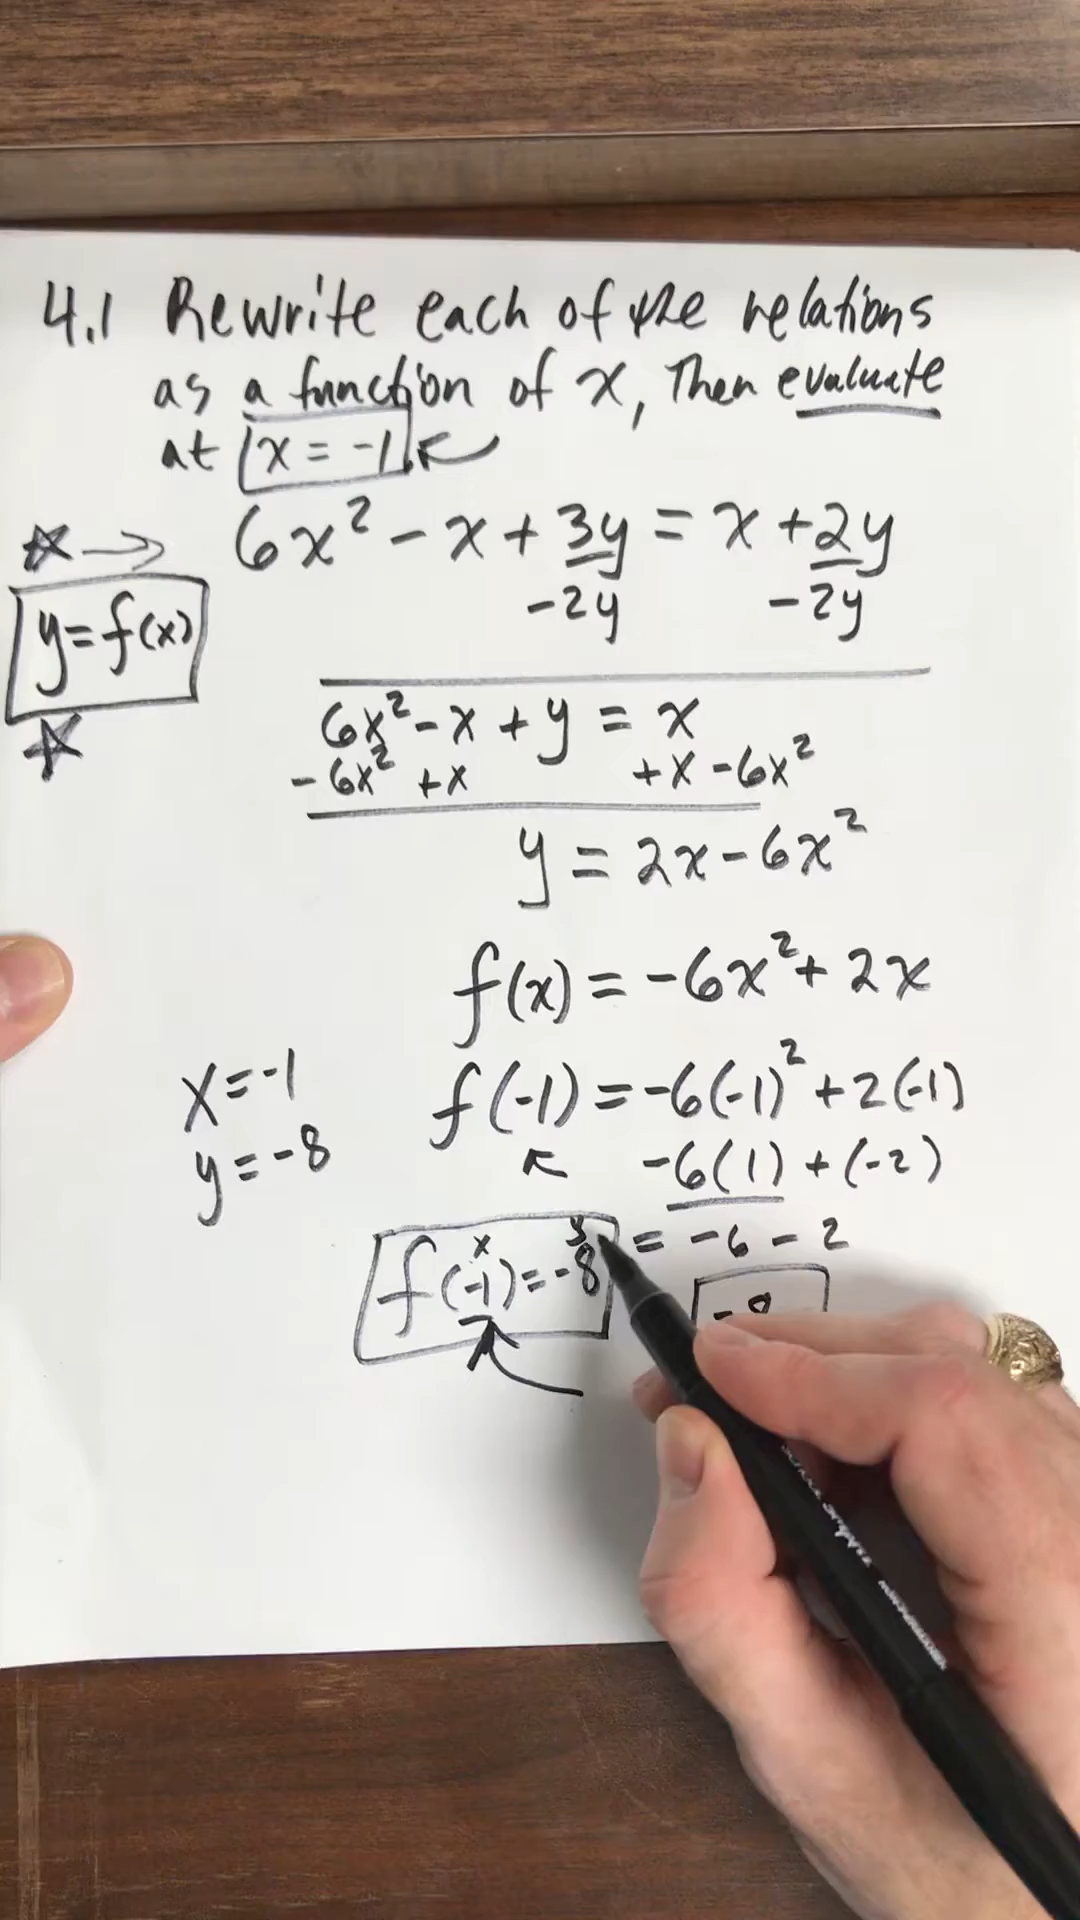 4.1 Rewrite each of the relations
as a function of x, Then evaluate
at x = -1
6x² - x + 3y = x + 2y
-2y -2y
y = f(x)
6x² - x + y = x
-6x² +x +x -6x²
y = 2x - 6x²
f(x) = -6x² + 2x
x = -1
f(-1) = -6(-1)² + 2(-1)
y = -8
-6(1) + (-2)
= -6 - 2
x y
f(-1) = -8
-8